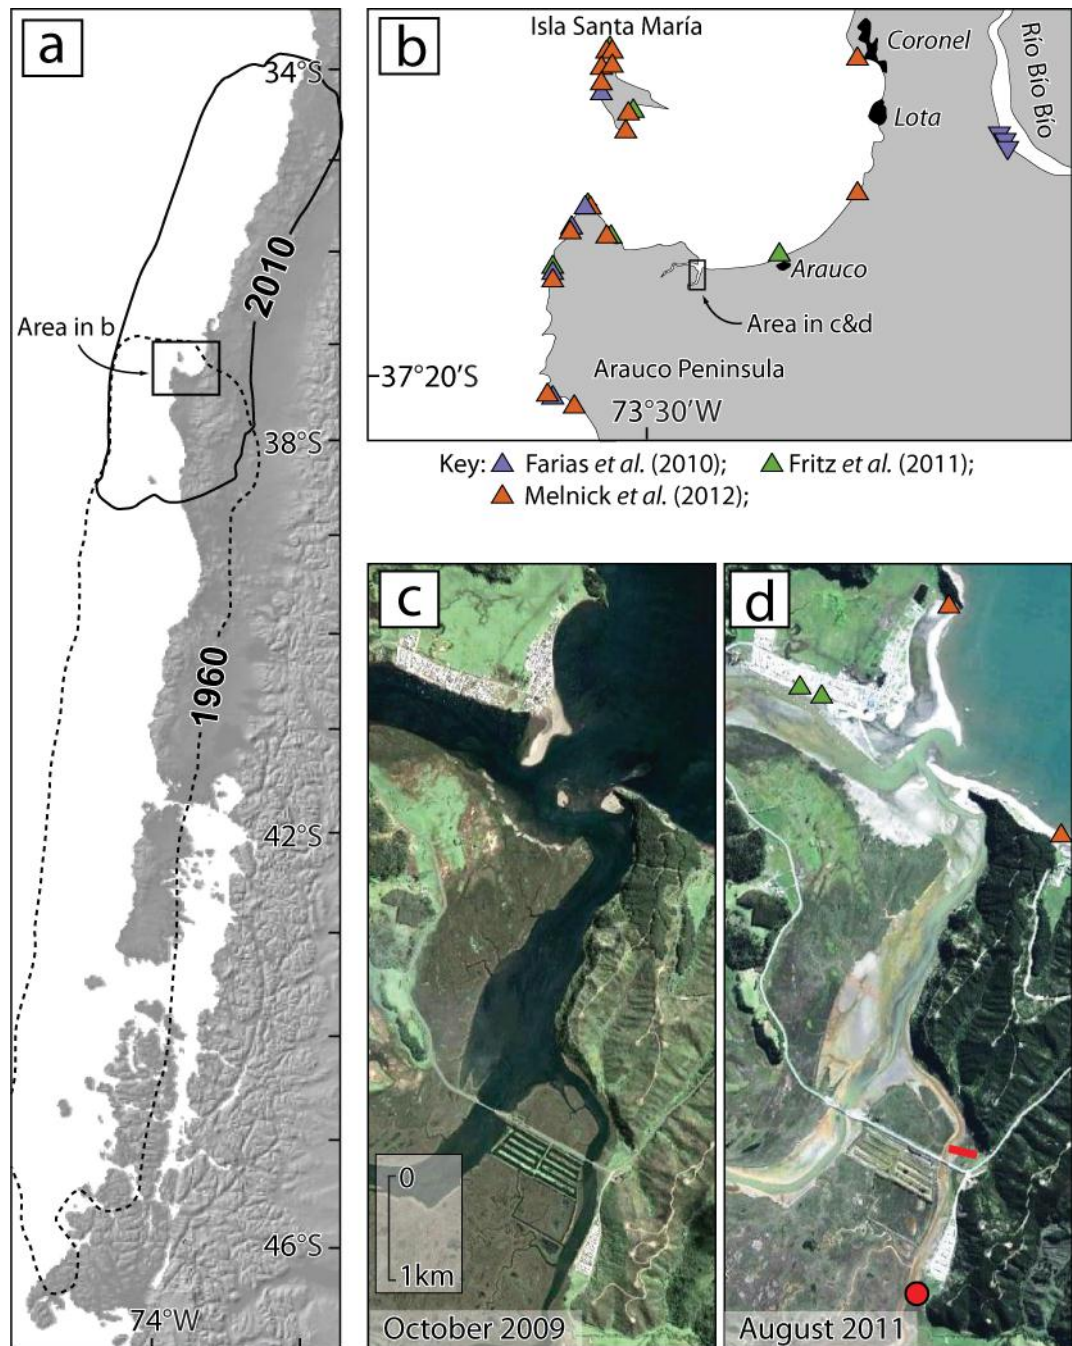 a
34°S
2010
Area in b
38°S
1960
42°S
46°S
74°W
b
Isla Santa María
Coronel
Río Bío Bío
Lota
Arauco
Area in c&d
37°20'S
Arauco Peninsula
73°30'W
Key: Farias et al. (2010); Fritz et al. (2011);
Melnick et al. (2012);
c
0
1km
October 2009
d
August 2011